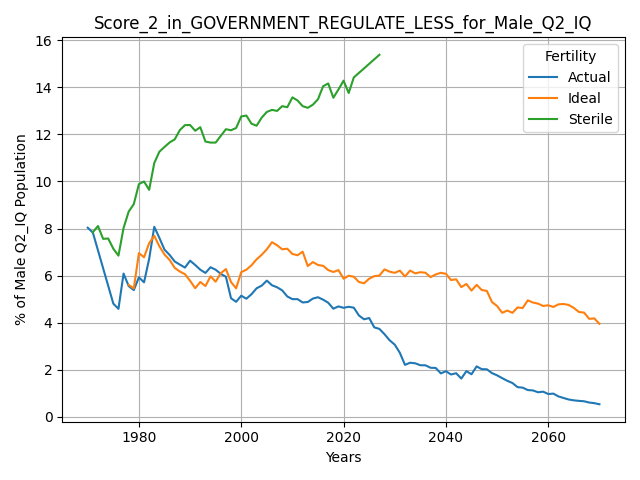 Score_2_in_GOVERNMENT_REGULATE_LESS_for_Male_Q2_IQ
% of Male Q2_IQ Population
16
14
12
10
8
6
4
2
0
Fertility
Actual
Ideal
Sterile
1980
2000
2020
2040
2060
Years